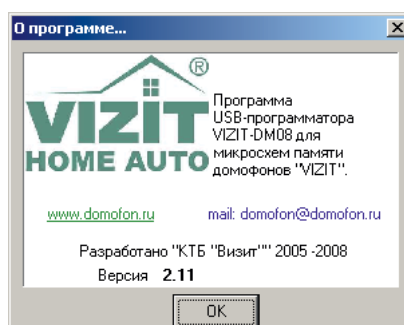 О программе...
VIZIT®
HOME AUTO
Программа
USB-программатора
VIZIT-DM08 для
микросхем памяти
домофонов "VIZIT".
www.domofon.ru mail: domofon@domofon.ru
Разработано "КТБ "Визит"" 2005 -2008
Версия 2.11
OK